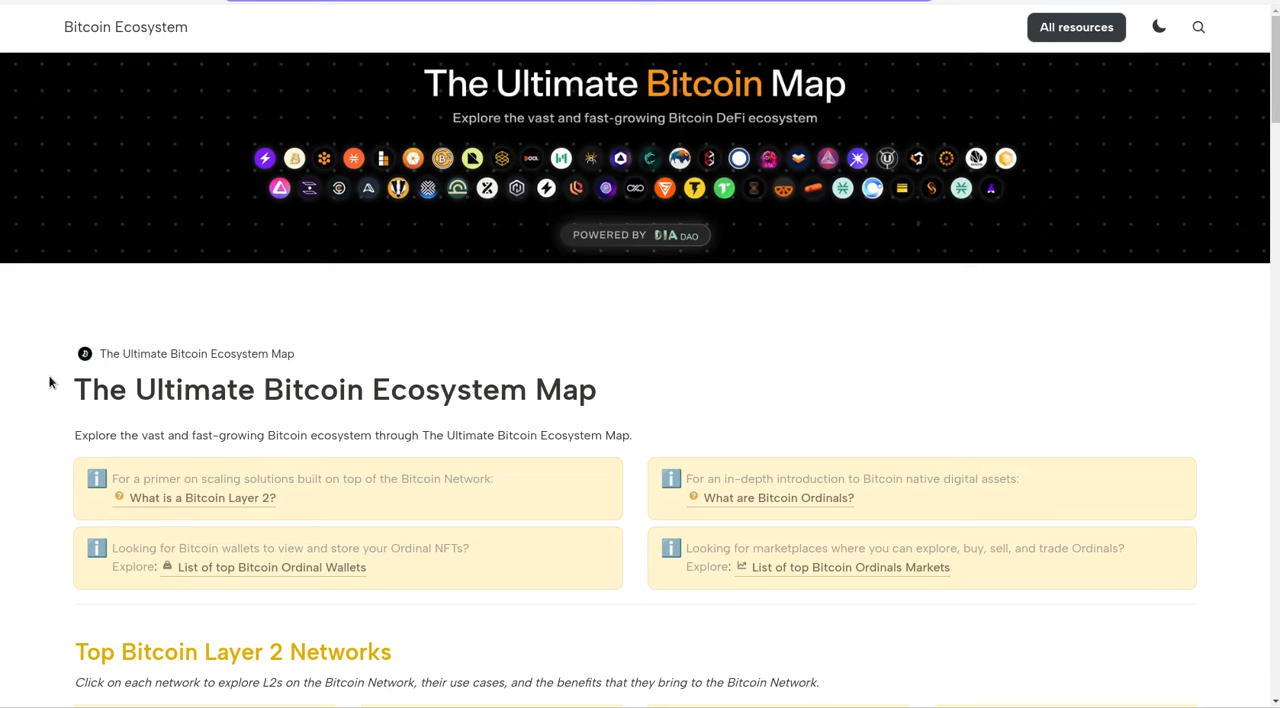 Bitcoin Ecosystem
All resources
The Ultimate Bitcoin Map
Explore the vast and fast-growing Bitcoin DeFi ecosystem
POWERED BY DIA DAO
The Ultimate Bitcoin Ecosystem Map
The Ultimate Bitcoin Ecosystem Map
Explore the vast and fast-growing Bitcoin ecosystem through The Ultimate Bitcoin Ecosystem Map.
For a primer on scaling solutions built on top of the Bitcoin Network:
What is a Bitcoin Layer 2?
For an in-depth introduction to Bitcoin native digital assets:
What are Bitcoin Ordinals?
Looking for Bitcoin wallets to view and store your Ordinal NFTs?
Explore: List of top Bitcoin Ordinal Wallets
Looking for marketplaces where you can explore, buy, sell, and trade Ordinals?
Explore: List of top Bitcoin Ordinals Markets
Top Bitcoin Layer 2 Networks
Click on each network to explore L2s on the Bitcoin Network, their use cases, and the benefits that they bring to the Bitcoin Network.